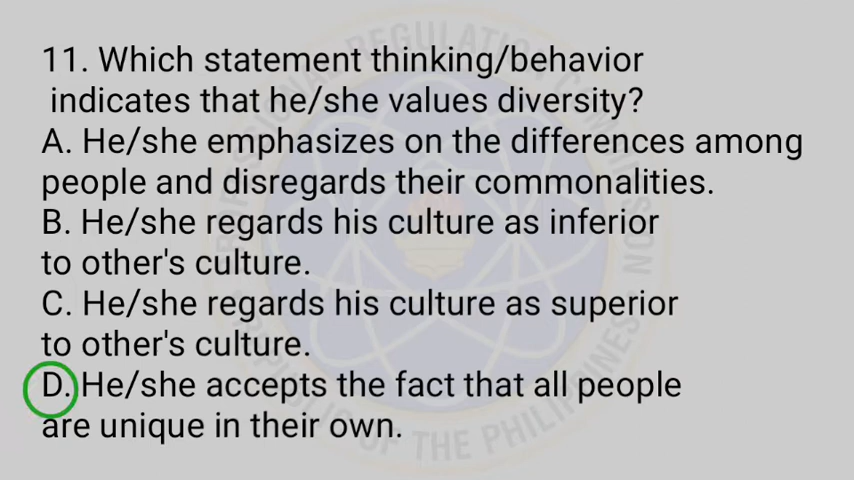 11. Which statement thinking/behavior
indicates that he/she values diversity?
A. He/she emphasizes on the differences among
people and disregards their commonalities.
B. He/she regards his culture as inferior
to other's culture.
C. He/she regards his culture as superior
to other's culture.
D. He/she accepts the fact that all people
are unique in their own.